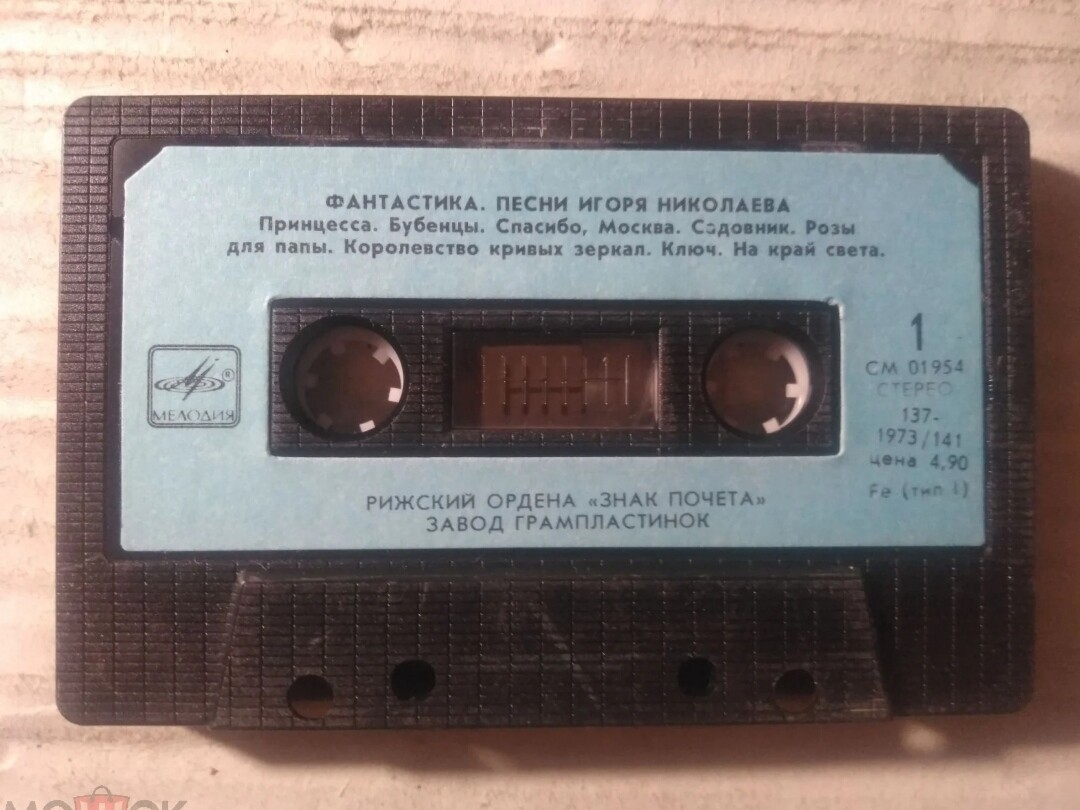 ФАНТАСТИКА. ПЕСНИ ИГОРЯ НИКОЛАЕВА
Принцесса. Бубенцы. Спасибо, Москва. Садовник. Розы
для папы. Королевство кривых зеркал. Ключ. На край света.
1
СМ 01954
СТЕРЕО
137-
1973/141
цена 4,90
Fe (тип I)
®
МЕЛОДИЯ
РИЖСКИЙ ОРДЕНА «ЗНАК ПОЧЕТА»
ЗАВОД ГРАМПЛАСТИНОК